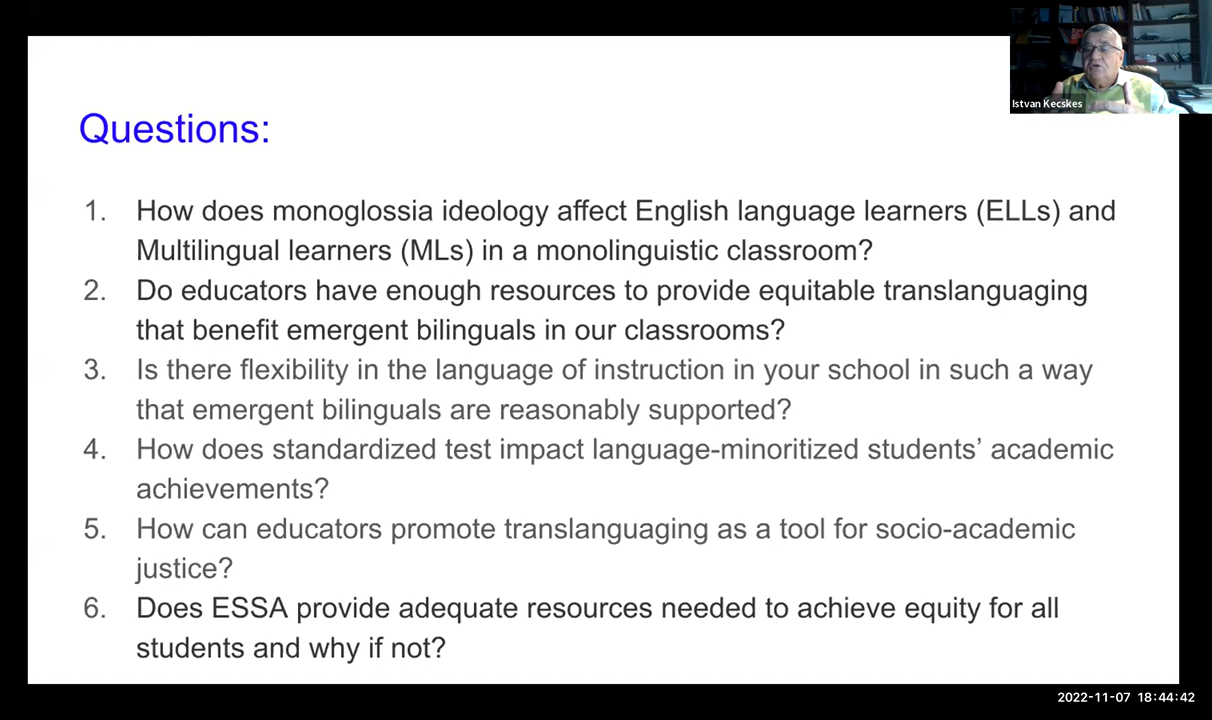 Istvan Kecskes
Questions:
1. How does monoglossia ideology affect English language learners (ELLs) and
Multilingual learners (MLs) in a monolinguistic classroom?
2. Do educators have enough resources to provide equitable translanguaging
that benefit emergent bilinguals in our classrooms?
3. Is there flexibility in the language of instruction in your school in such a way
that emergent bilinguals are reasonably supported?
4. How does standardized test impact language-minoritized students’ academic
achievements?
5. How can educators promote translanguaging as a tool for socio-academic
justice?
6. Does ESSA provide adequate resources needed to achieve equity for all
students and why if not?
2022-11-07 18:44:42